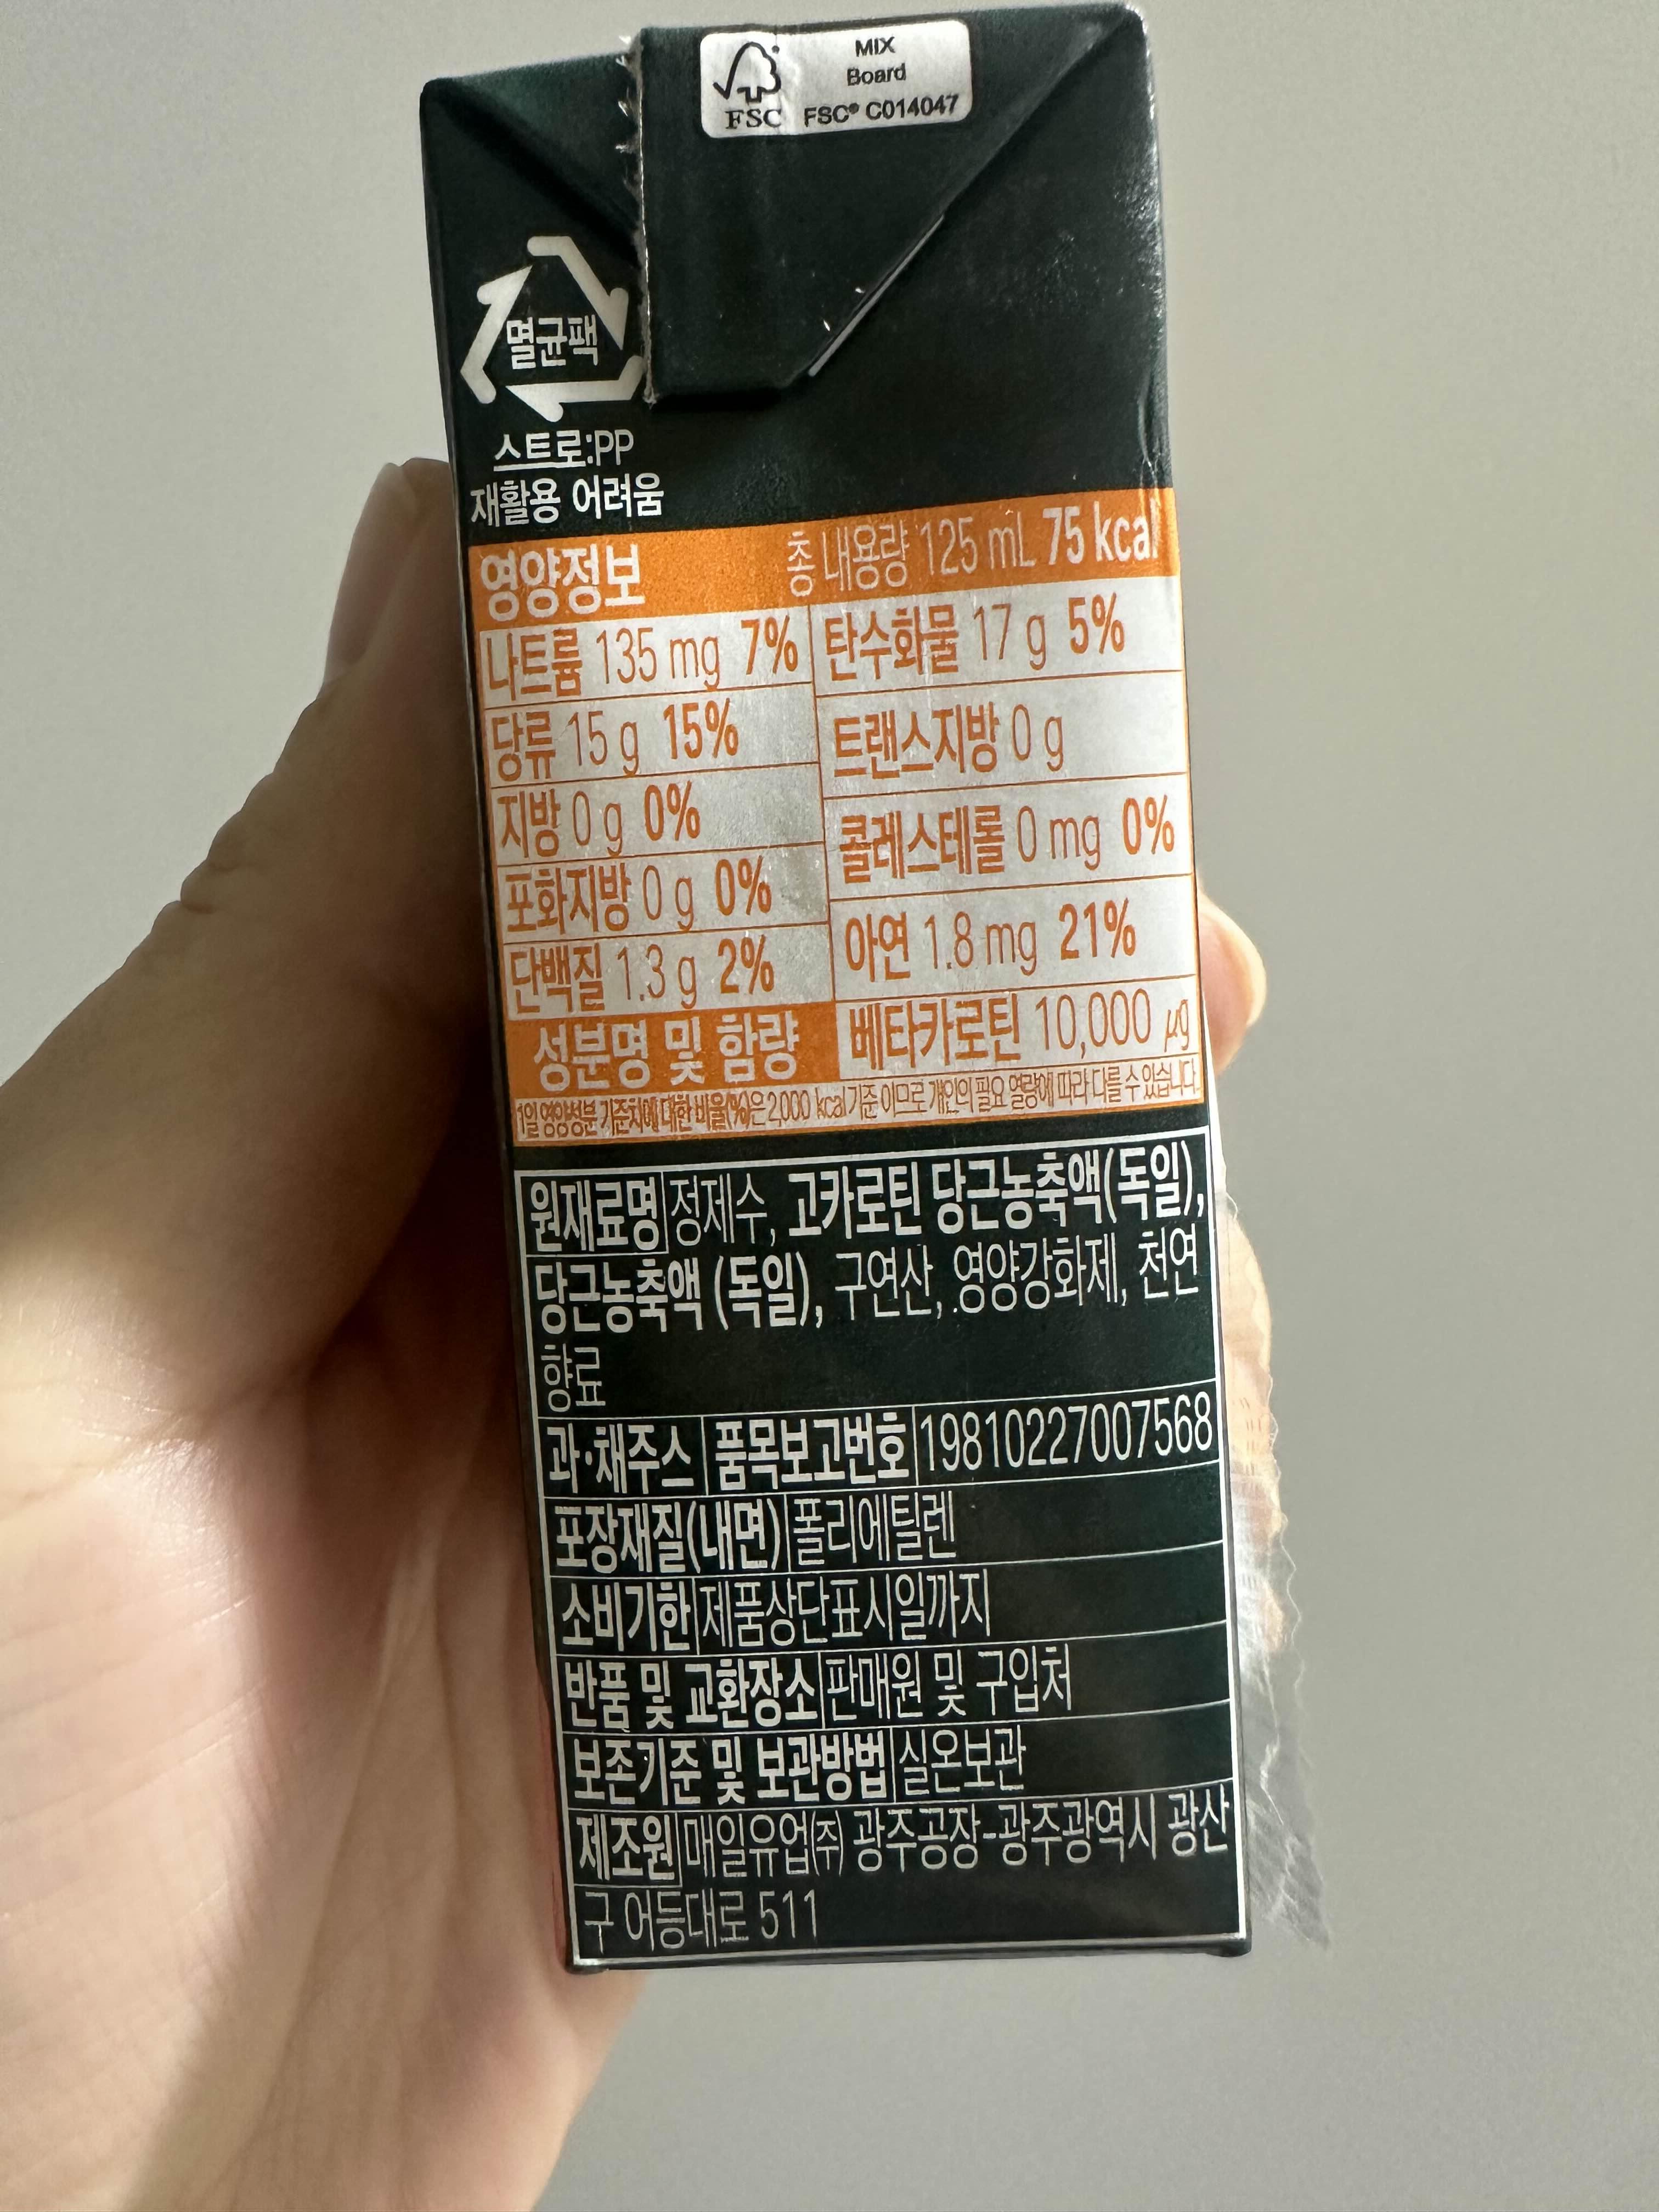 MIX
Board
FSC
FSC® C014047
멸균팩
스트로:PP
재활용 어려움
영양정보 총 내용량 125 mL 75 kcal
나트륨 135 mg 7% 탄수화물 17 g 5%
당류 15 g 15% 트랜스지방 0 g
지방 0 g 0% 콜레스테롤 0 mg 0%
포화지방 0 g 0% 아연 1.8 mg 21%
단백질 1.3 g 2%
성분명 및 함량 베타카로틴 10,000 μg
1일 영양성분 기준치에 대한 비율(%)은 2,000 kcal 기준 이므로 개인의 필요 열량에 따라 다를 수 있습니다.
원재료명 정제수, 고카로틴 당근농축액(독일),
당근농축액 (독일), 구연산, 영양강화제, 천연
향료
과·채주스 품목보고번호 19810227007568
포장재질(내면) 폴리에틸렌
소비기한 제품상단표시일까지
반품 및 교환장소 판매원 및 구입처
보존기준 및 보관방법 실온보관
제조원 매일유업(주) 광주공장-광주광역시 광산
구 어등대로 511